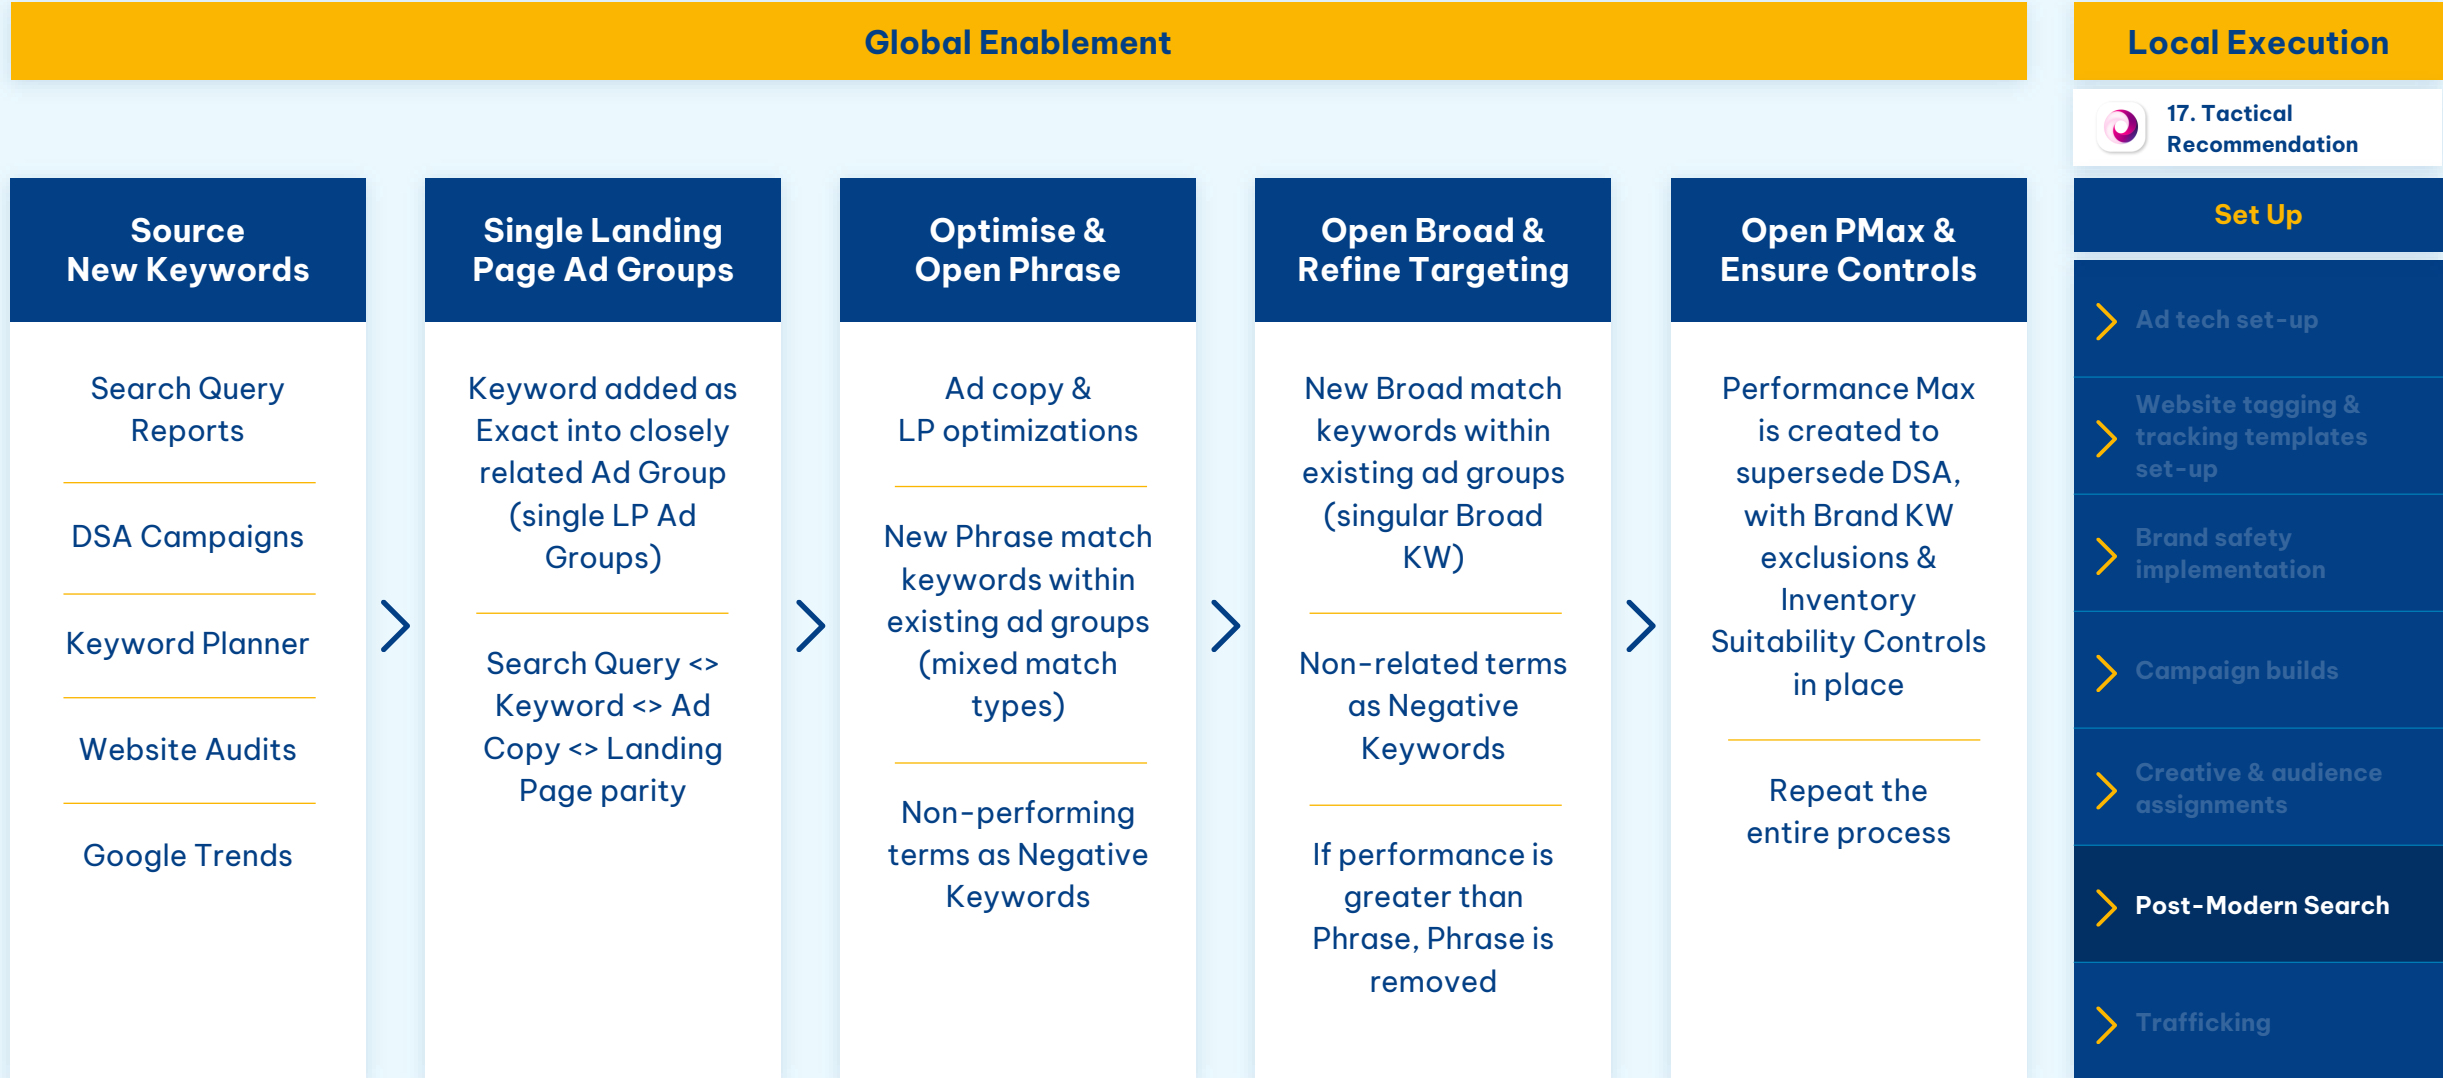 Global Enablement
Local Execution
17. Tactical
Recommendation
Source
New Keywords
Search Query
Reports
DSA Campaigns
Keyword Planner
Website Audits
Google Trends
Single Landing
Page Ad Groups
Keyword added as
Exact into closely
related Ad Group
(single LP Ad
Groups)
Search Query <>
Keyword <> Ad
Copy <> Landing
Page parity
Optimise &
Open Phrase
Ad copy &
LP optimizations
New Phrase match
keywords within
existing ad groups
(mixed match
types)
Non-performing
terms as Negative
Keywords
Open Broad &
Refine Targeting
New Broad match
keywords within
existing ad groups
(singular Broad
KW)
Non-related terms
as Negative
Keywords
If performance is
greater than
Phrase, Phrase is
removed
Open PMax &
Ensure Controls
Performance Max
is created to
supersede DSA,
with Brand KW
exclusions &
Inventory
Suitability Controls
in place
Repeat the
entire process
Set Up
Ad tech set-up
Website tagging &
tracking templates
set-up
Brand safety
implementation
Campaign builds
Creative & audience
assignments
Post-Modern Search
Trafficking